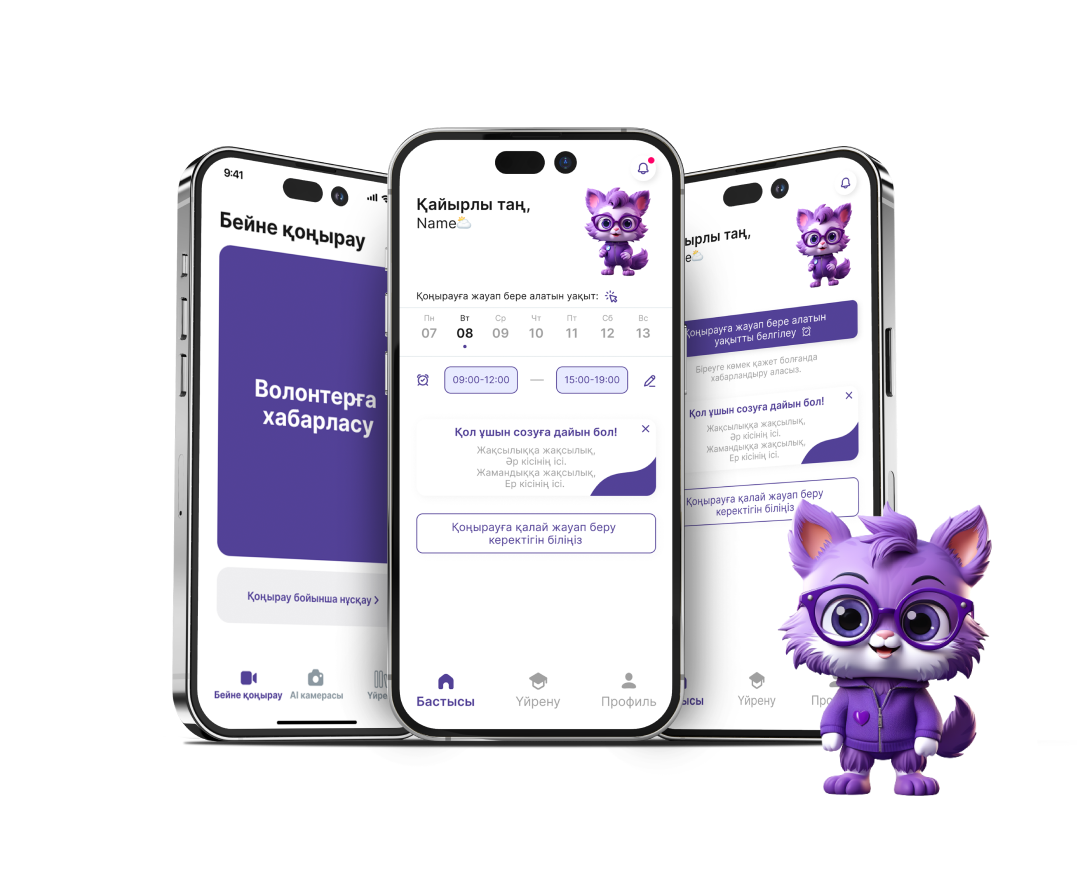 9:41
Бейне қоңырау
Волонтерға
хабарласу
Қоңырау бойынша нұсқау
Бейне қоңырау
AI камерасы
Қайырлы таң,
Name
Қоңырауға жауап бере алатын уақыт:
Пн Вт Ср Чт Пт Сб Вс
07 08 09 10 11 12 13
09:00-12:00 — 15:00-19:00
Қол ұшын созуға дайын бол!
Жақсылыққа жақсылық,
Әр кісінің ісі.
Жамандыққа жақсылық,
Ер кісінің ісі.
Қоңырауға қалай жауап беру
керектігін біліңіз
Бастысы Үйрену Профиль
таң,
Қоңырауға жауап бере алатын
уақытты белгілеу
Біреуге көмек қажет болғанда
хабарландыру аласыз.
Қол ұшын созуға дайын бол!
Жақсылыққа жақсылық,
Әр кісінің ісі.
Жамандыққа жақсылық,
Ер кісінің ісі.
Қоңырауға қалай жауап беру
керектігін біліңіз
Үйрену